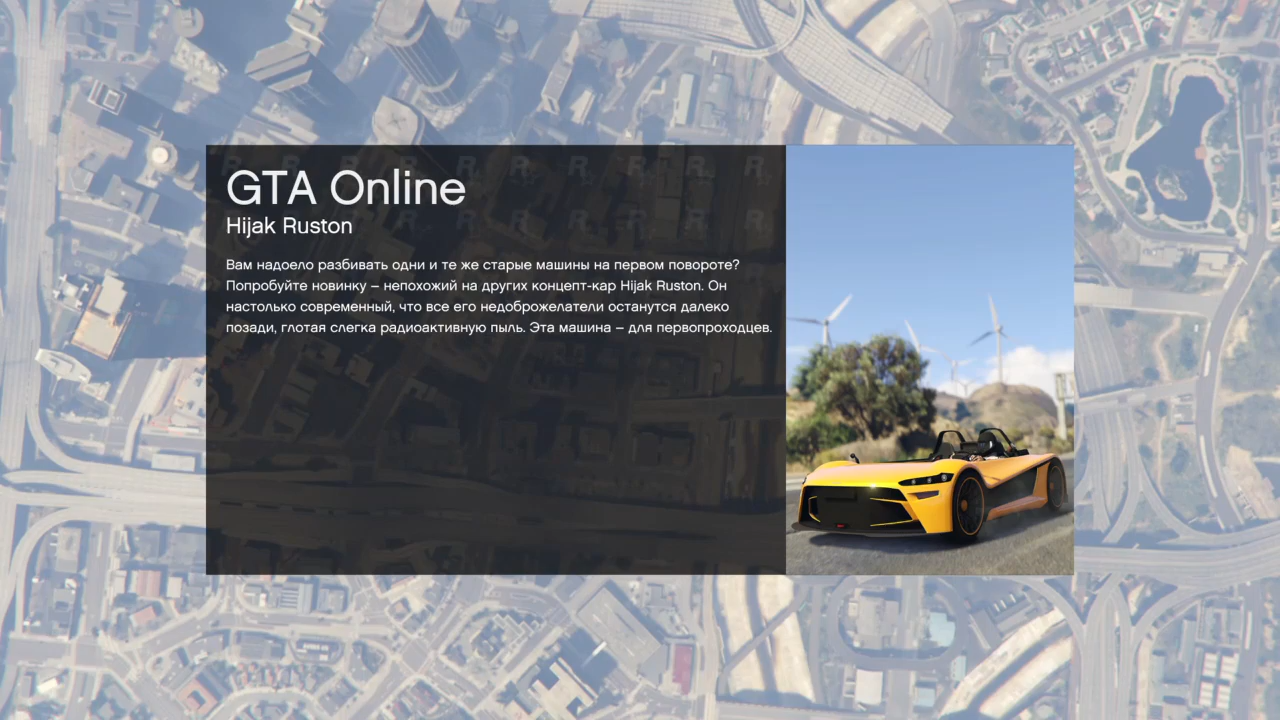 GTA Online
Hijak Ruston
Вам надоело разбивать одни и те же старые машины на первом повороте?
Попробуйте новинку – непохожий на других концепт-кар Hijak Ruston. Он
настолько современный, что все его недоброжелатели останутся далеко
позади, глотая слегка радиоактивную пыль. Эта машина – для первопроходцев.